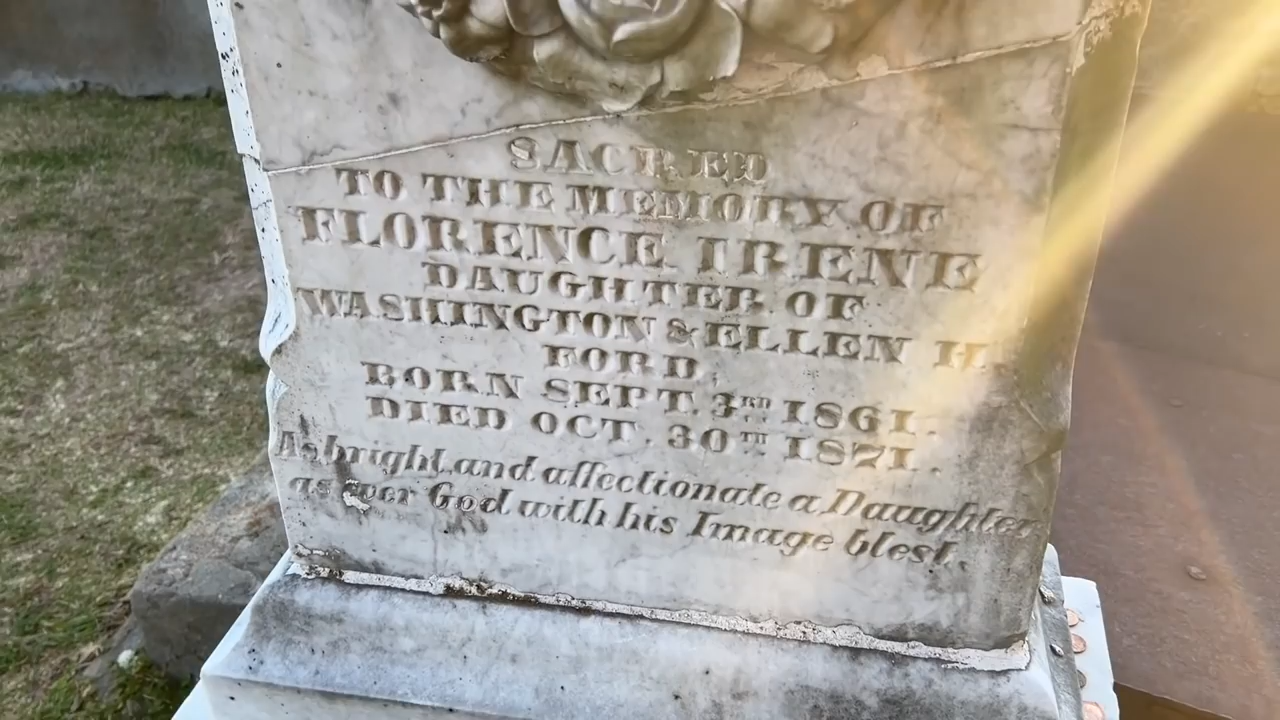 SACRED
TO THE MEMORY OF
FLORENCE IRENE
DAUGHTER OF
WASHINGTON & ELLEN H.
FORD.
BORN SEPT. 3RD 1861.
DIED OCT. 30TH 1871.
As bright and affectionate a Daughter
as ever God with his Image blest.